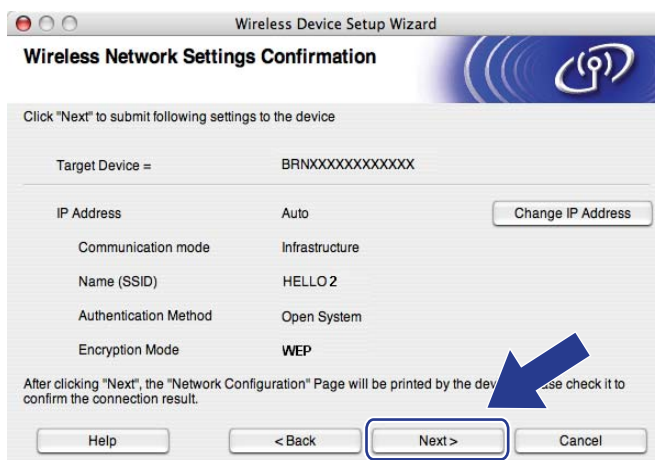 Wireless Device Setup Wizard
Wireless Network Settings Confirmation
Click "Next" to submit following settings to the device
Target Device = BRNXXXXXXXXXXXX
IP Address Auto Change IP Address
Communication mode Infrastructure
Name (SSID) HELLO 2
Authentication Method Open System
Encryption Mode WEP
After clicking "Next", the "Network Configuration" Page will be printed by the check it to
confirm the connection result.
Help < Back Next > Cancel